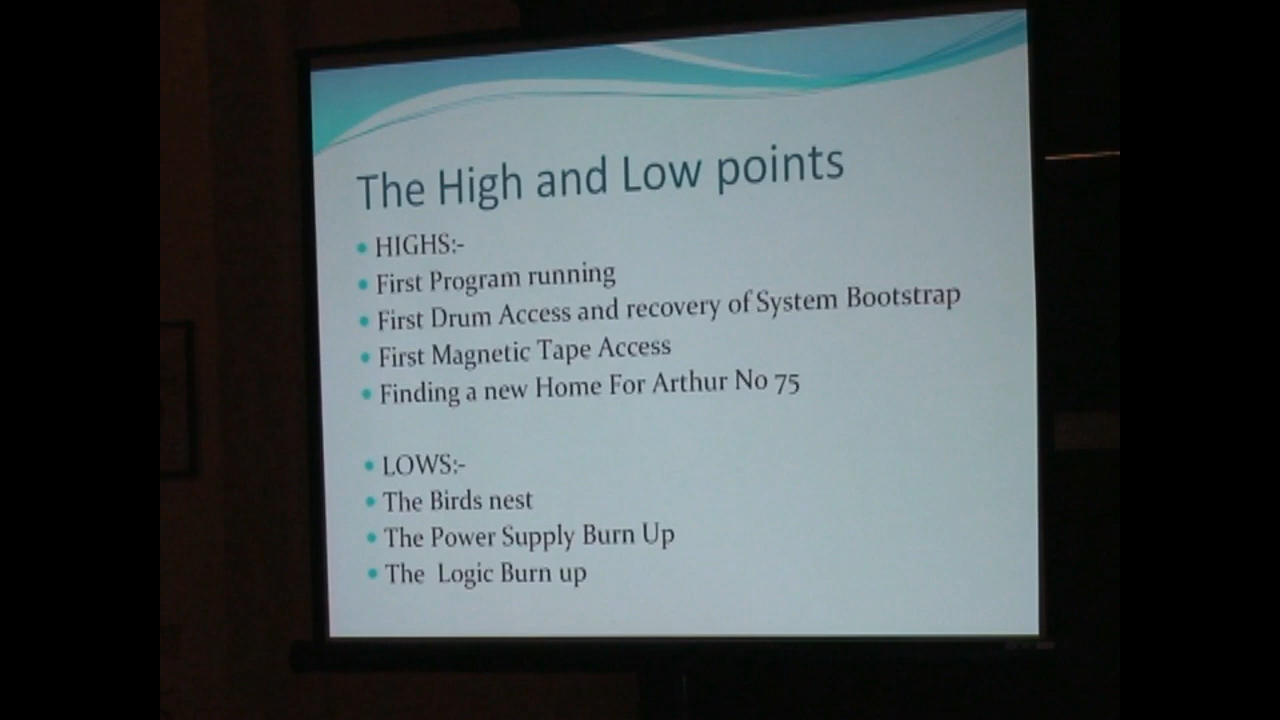 The High and Low points
• HIGHS:-
• First Program running
• First Drum Access and recovery of System Bootstrap
• First Magnetic Tape Access
• Finding a new Home For Arthur No 75
• LOWS:-
• The Birds nest
• The Power Supply Burn Up
• The Logic Burn up